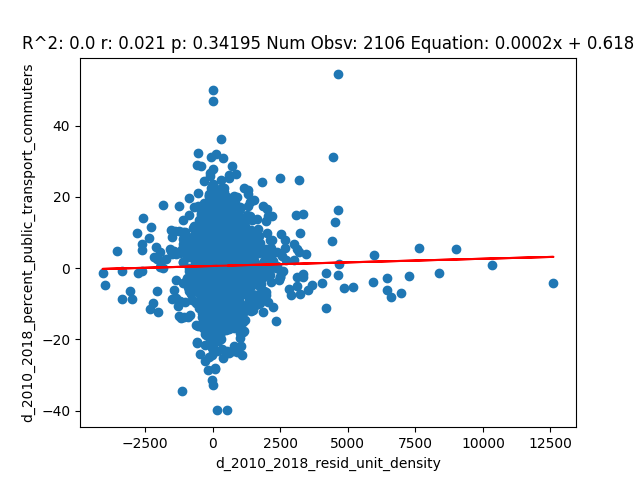 R^2: 0.0 r: 0.021 p: 0.34195 Num Obsv: 2106 Equation: 0.0002x + 0.618
d_2010_2018_percent_public_transport_commuters
40
20
0
−20
−40
−2500 0 2500 5000 7500 10000 12500
d_2010_2018_resid_unit_density